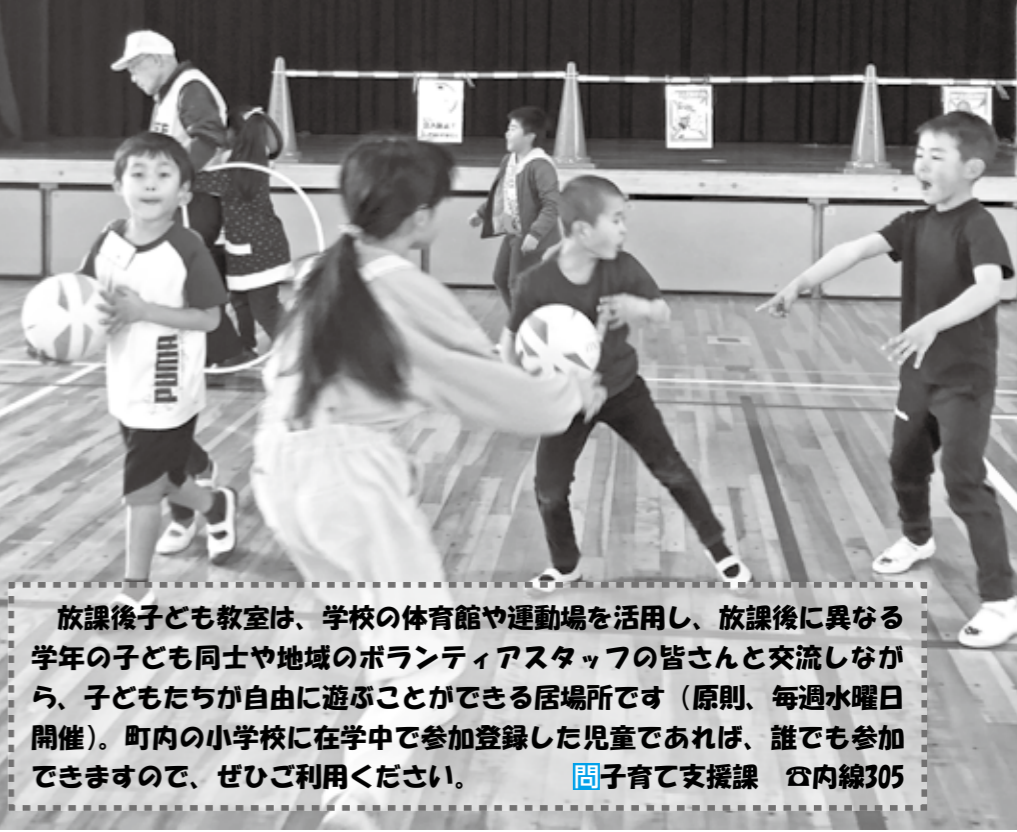 PUMA
　放課後子ども教室は、学校の体育館や運動場を活用し、放課後に異なる
学年の子ども同士や地域のボランティアスタッフの皆さんと交流しなが
ら、子どもたちが自由に遊ぶことができる居場所です（原則、毎週水曜日
開催）。町内の小学校に在学中で参加登録した児童であれば、誰でも参加
できますので、ぜひご利用ください。　　　　問子育て支援課　☎内線305